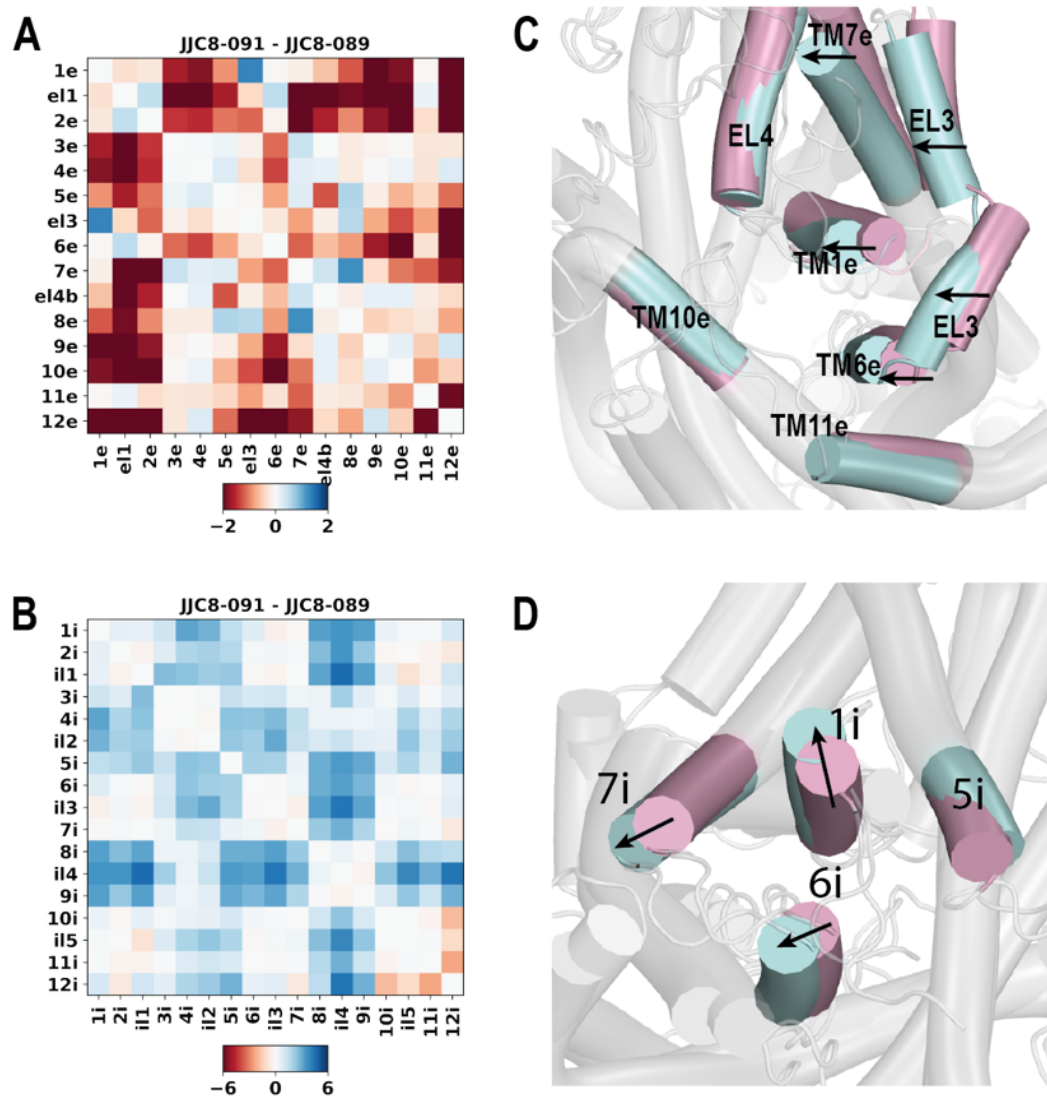 A
JJC8-091 - JJC8-089
1e
el1
2e
3e
4e
5e
el3
6e
7e
el4b
8e
9e
10e
11e
12e
1e
el1
2e
3e
4e
5e
el3
6e
7e
el4b
8e
9e
10e
11e
12e
−2 0 2
C
TM7e
EL3
EL4
TM1e
EL3
TM10e
TM6e
TM11e
B
JJC8-091 - JJC8-089
1i
2i
il1
3i
4i
il2
5i
6i
il3
7i
8i
il4
9i
10i
il5
11i
12i
1i
2i
il1
3i
4i
il2
5i
6i
il3
7i
8i
il4
9i
10i
il5
11i
12i
−6 0 6
D
1i
7i
5i
6i